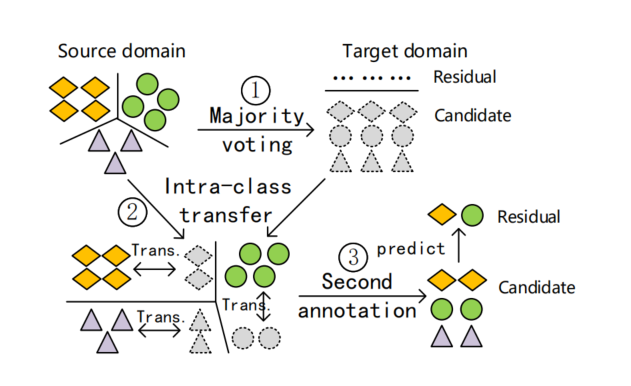 Source domain
Target domain
... ... ...
Residual
①
Majority
voting
Candidate
Intra-class
transfer
②
Trans.
Trans.
Trans.
③
Second
annotation
predict
Residual
Candidate